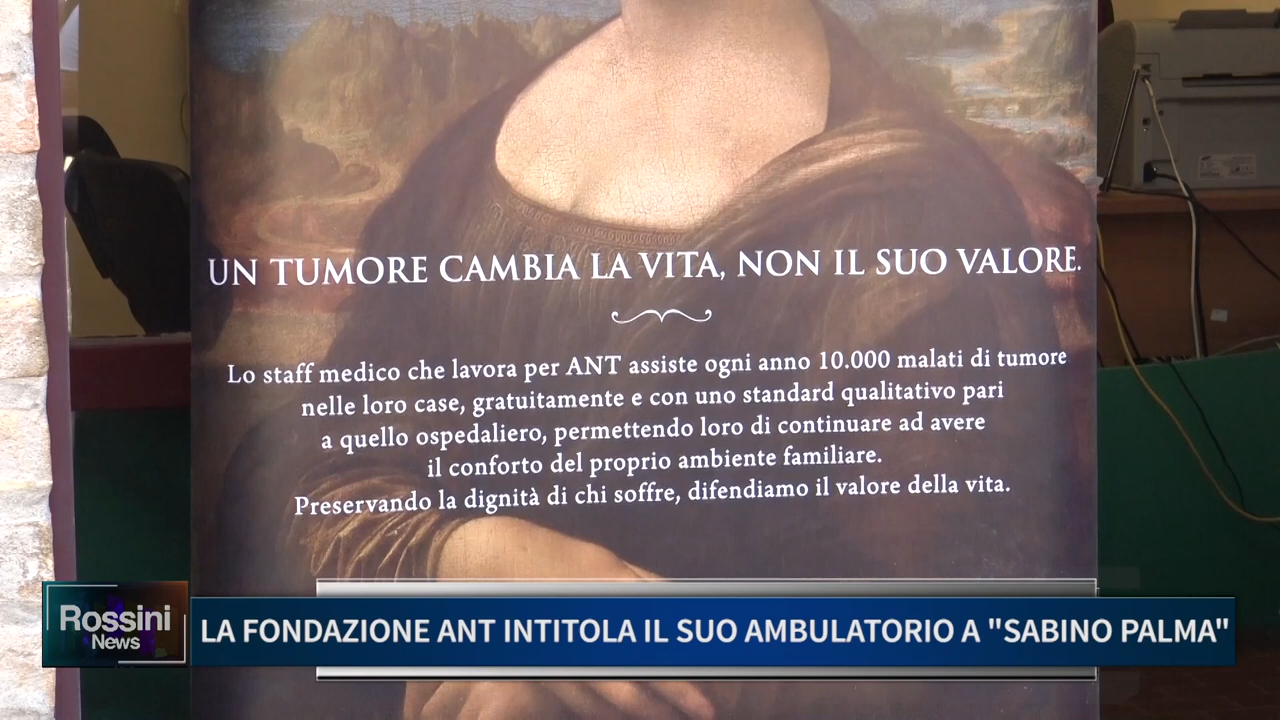 UN TUMORE CAMBIA LA VITA, NON IL SUO VALORE.
Lo staff medico che lavora per ANT assiste ogni anno 10.000 malati di tumore
nelle loro case, gratuitamente e con uno standard qualitativo pari
a quello ospedaliero, permettendo loro di continuare ad avere
il conforto del proprio ambiente familiare.
Preservando la dignità di chi soffre, difendiamo il valore della vita.
Rossini
News
LA FONDAZIONE ANT INTITOLA IL SUO AMBULATORIO A "SABINO PALMA"